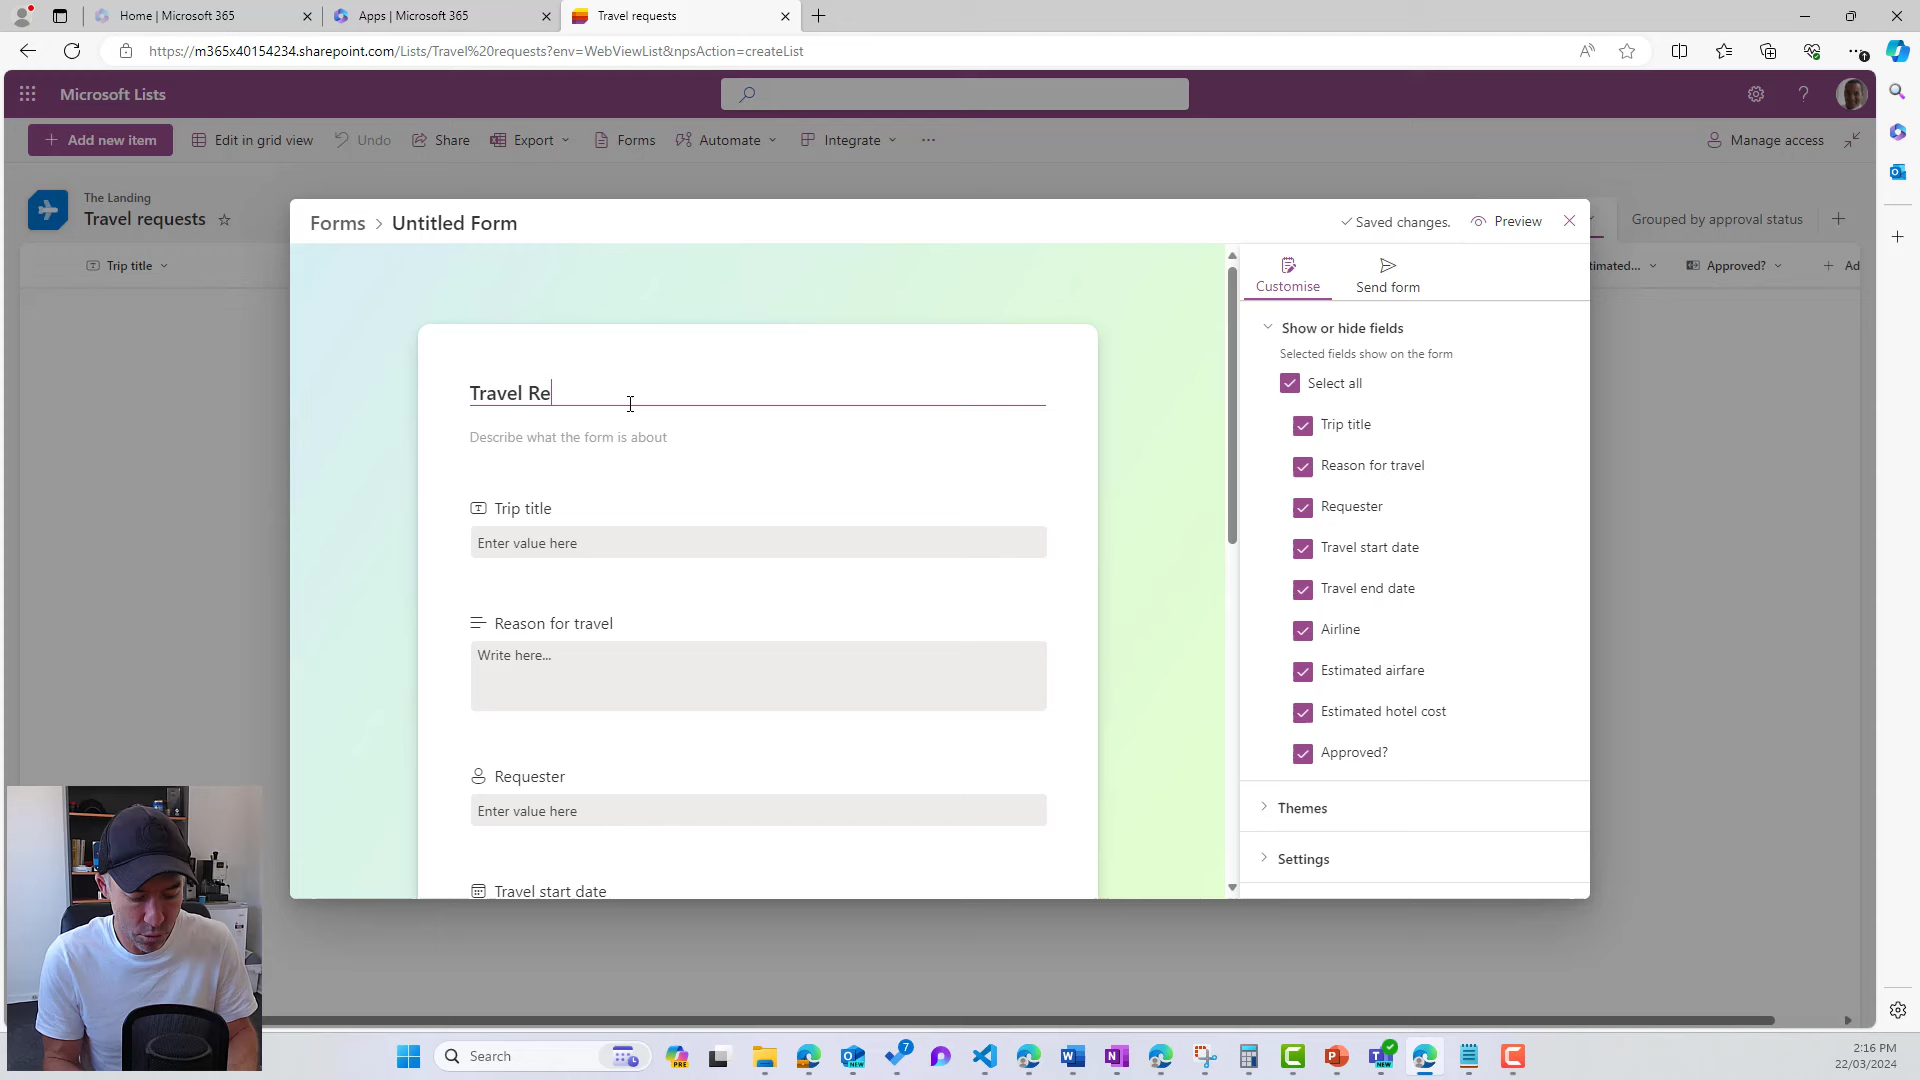 Home | Microsoft 365
Apps | Microsoft 365
Travel requests
https://m365x40154234.sharepoint.com/Lists/Travel%20requests?env=WebViewList&npsAction=createList
Microsoft Lists
Add new item
Edit in grid view
Undo
Share
Export
Forms
Automate
Integrate
Manage access
The Landing
Travel requests
Grouped by approval status
Trip title
timated...
Approved?
Ad
Forms > Untitled Form
Saved changes.
Preview
Customise
Send form
Travel Re
Describe what the form is about
Trip title
Enter value here
Reason for travel
Write here...
Requester
Enter value here
Travel start date
Show or hide fields
Selected fields show on the form
Select all
Trip title
Reason for travel
Requester
Travel start date
Travel end date
Airline
Estimated airfare
Estimated hotel cost
Approved?
Themes
Settings
Search
PRE
NEW
7
NEW
2:16 PM
22/03/2024